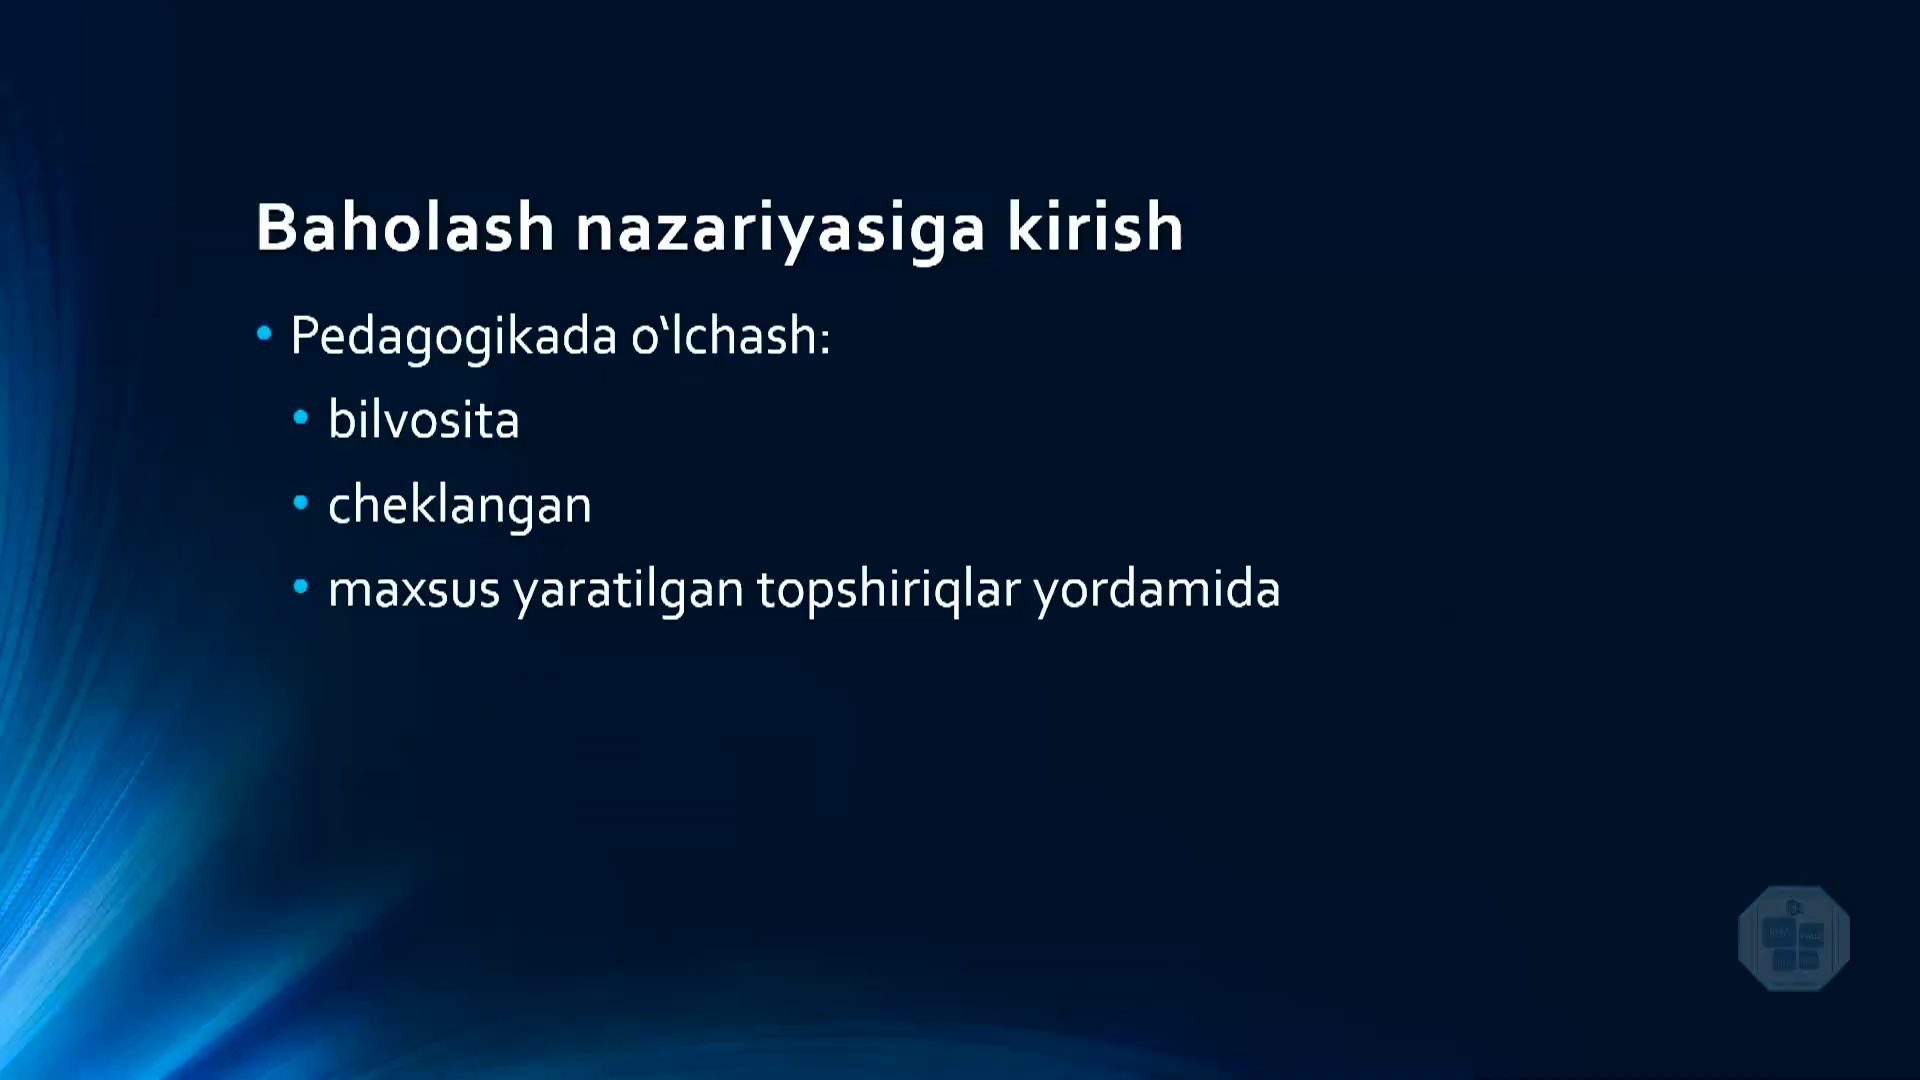 Baholash nazariyasiga kirish
• Pedagogikada o‘lchash:
• bilvosita
• cheklangan
• maxsus yaratilgan topshiriqlar yordamida